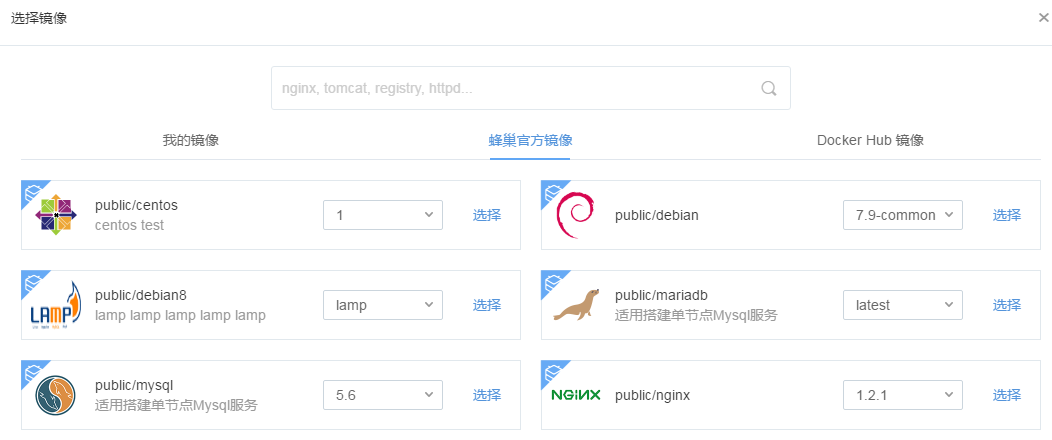 选择镜像
nginx, tomcat, registry, httpd...
我的镜像 蜂巢官方镜像 Docker Hub 镜像
public/centos
centos test
1
选择
public/debian
7.9-common
选择
LAMP
public/debian8
lamp lamp lamp lamp lamp
lamp
选择
public/mariadb
适用搭建单节点Mysql服务
latest
选择
public/mysql
适用搭建单节点Mysql服务
5.6
选择
NGINX
public/nginx
1.2.1
选择